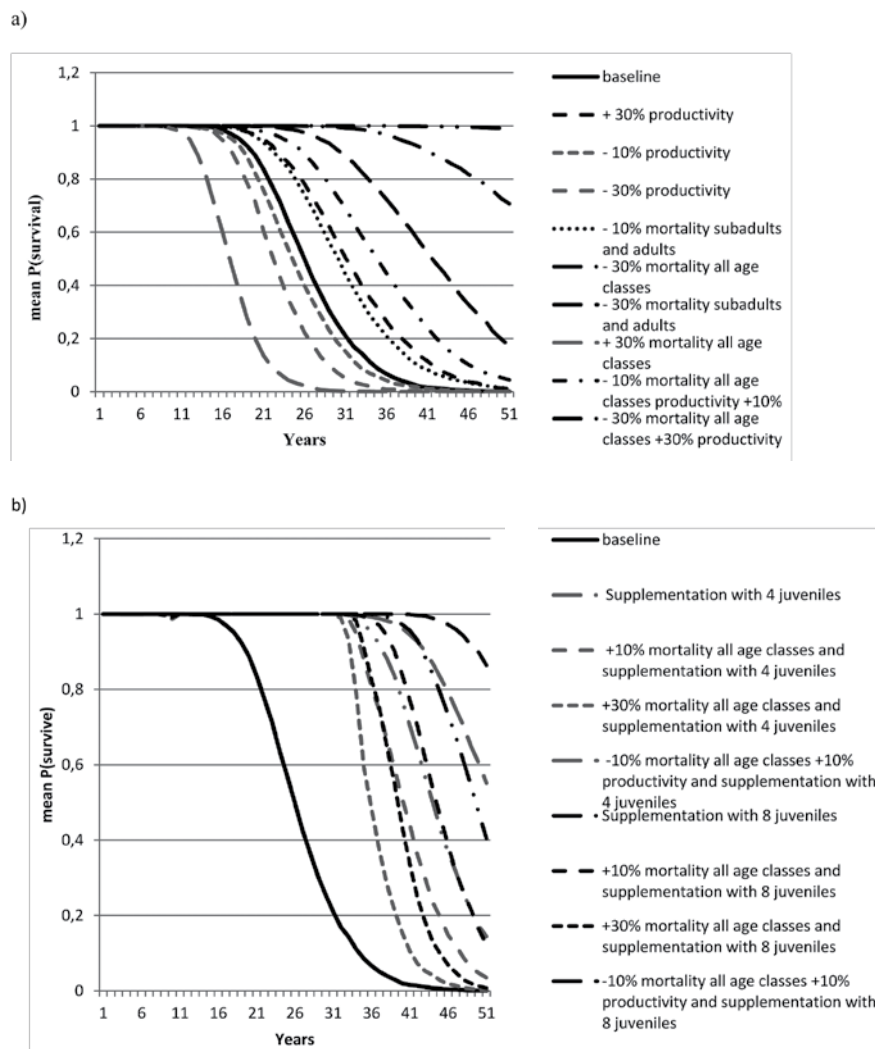 a)
1,2
1
0,8
0,6
0,4
0,2
0
mean P(survival)
1 6 11 16 21 26 31 36 41 46 51
Years
baseline
+ 30% productivity
- 10% productivity
- 30% productivity
- 10% mortality subadults
and adults
- 30% mortality all age
classes
- 30% mortality subadults
and adults
+ 30% mortality all age
classes
- 10% mortality all age
classes productivity +10%
- 30% mortality all age
classes +30% productivity
b)
1,2
1
0,8
0,6
0,4
0,2
0
mean P(survive)
1 6 11 16 21 26 31 36 41 46 51
Years
baseline
Supplementation with 4 juveniles
+10% mortality all age classes and
supplementation with 4 juveniles
+30% mortality all age classes and
supplementation with 4 juveniles
-10% mortality all age classes +10%
productivity and supplementation with
4 juveniles
Supplementation with 8 juveniles
+10% mortality all age classes and
supplementation with 8 juveniles
+30% mortality all age classes and
supplementation with 8 juveniles
-10% mortality all age classes +10%
productivity and supplementation with
8 juveniles